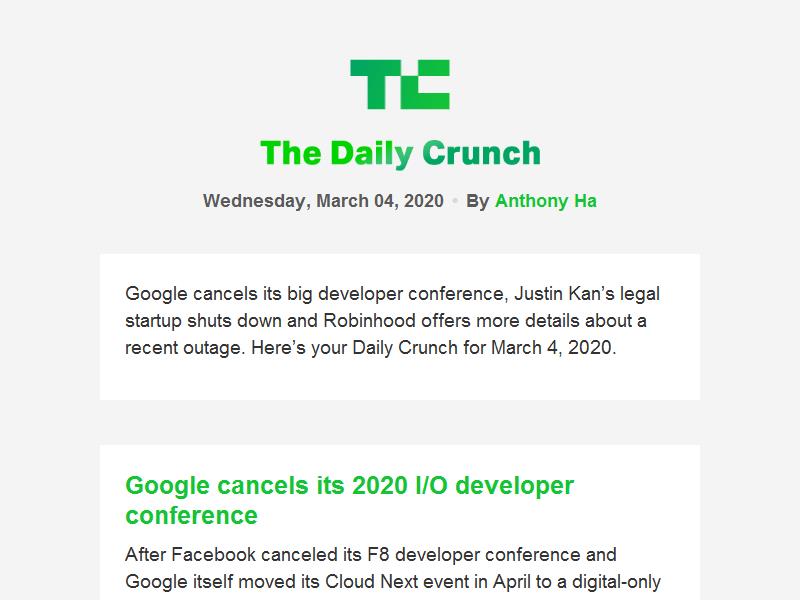 TC
The Daily Crunch
Wednesday, March 04, 2020 • By Anthony Ha
Google cancels its big developer conference, Justin Kan’s legal
startup shuts down and Robinhood offers more details about a
recent outage. Here’s your Daily Crunch for March 4, 2020.
Google cancels its 2020 I/O developer
conference
After Facebook canceled its F8 developer conference and
Google itself moved its Cloud Next event in April to a digital-only